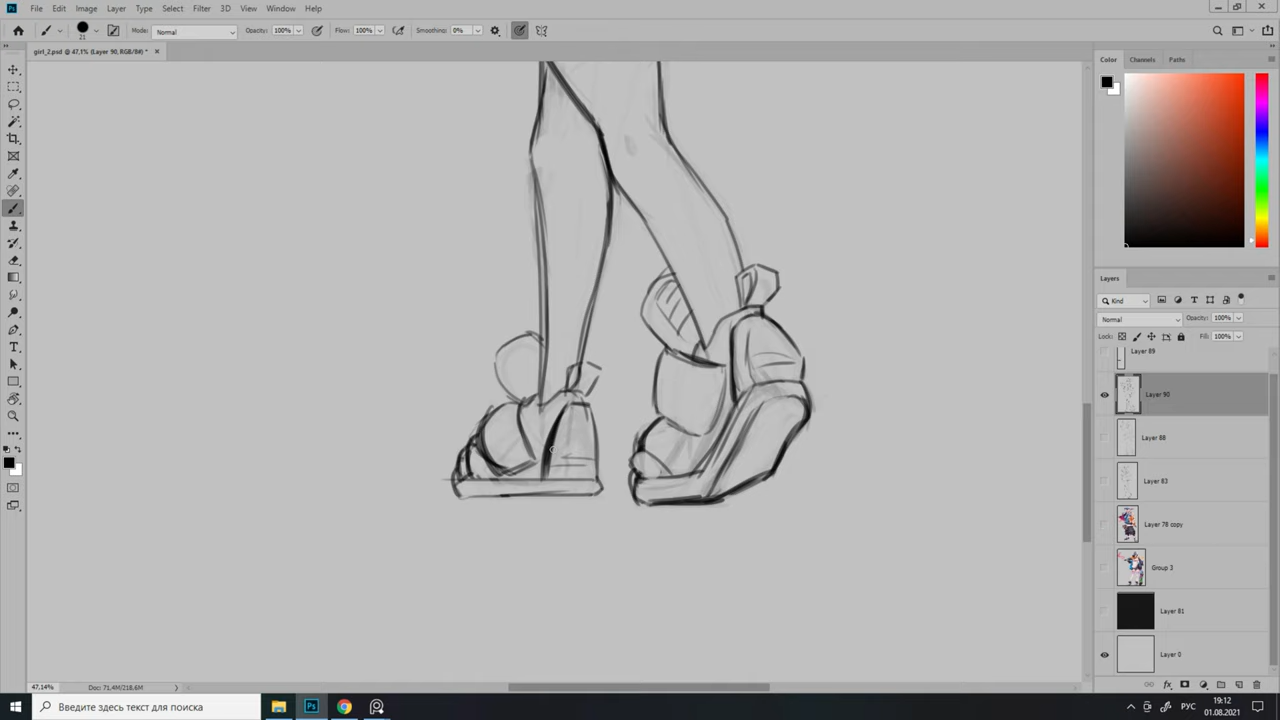 File Edit Image Layer Type Select Filter 3D View Window Help
21 Mode: Normal Opacity: 100% Flow: 100% Smoothing: 0%
girl_2.psd @ 47,1% (Layer 90, RGB/8#) *
Color Channels Paths
Layers
Kind
Normal Opacity: 100%
Lock: Fill: 100%
Layer 89
Layer 90
Layer 88
Layer 83
Layer 78 copy
Group 3
Layer 81
Layer 0
47,14% Doc: 71,4M/218,6M
Введите здесь текст для поиска
РУС
19:12
01.08.2021